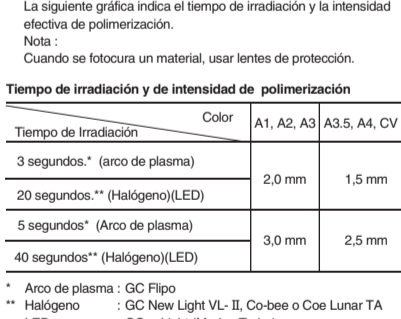 La siguiente gráfica indica el tiempo de irradiación y la intensidad
efectiva de polimerización.
Nota :
Cuando se fotocura un material, usar lentes de protección.
Tiempo de irradiación y de intensidad de polimerización
Color
Tiempo de Irradiación
A1, A2, A3
A3.5, A4, CV
3 segundos.* (arco de plasma)
20 segundos.** (Halógeno)(LED)
2,0 mm
1,5 mm
5 segundos* (Arco de plasma)
40 segundos** (Halógeno)(LED)
3,0 mm
2,5 mm
* Arco de plasma : GC Flipo
** Halógeno : GC New Light VL- II, Co-bee o Coe Lunar TA